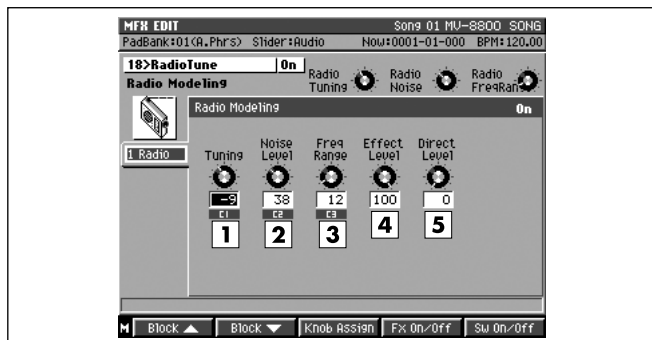 MFX EDIT Song 01 MV-8800 SONG
PadBank:01(A.Phrs) Slider:Audio Now:0001-01-000 BPM:120.00
18>RadioTune On
Radio Modeling
Radio Tuning
Radio Noise
Radio FreqRan
Radio Modeling On
1 Radio
Tuning
Noise Level
Freq Range
Effect Level
Direct Level
-9 38 12 100 0
C1 C2 C3
1 2 3 4 5
M Block ▲ Block ▼ Knob Assign Fx On/Off Sw On/Off